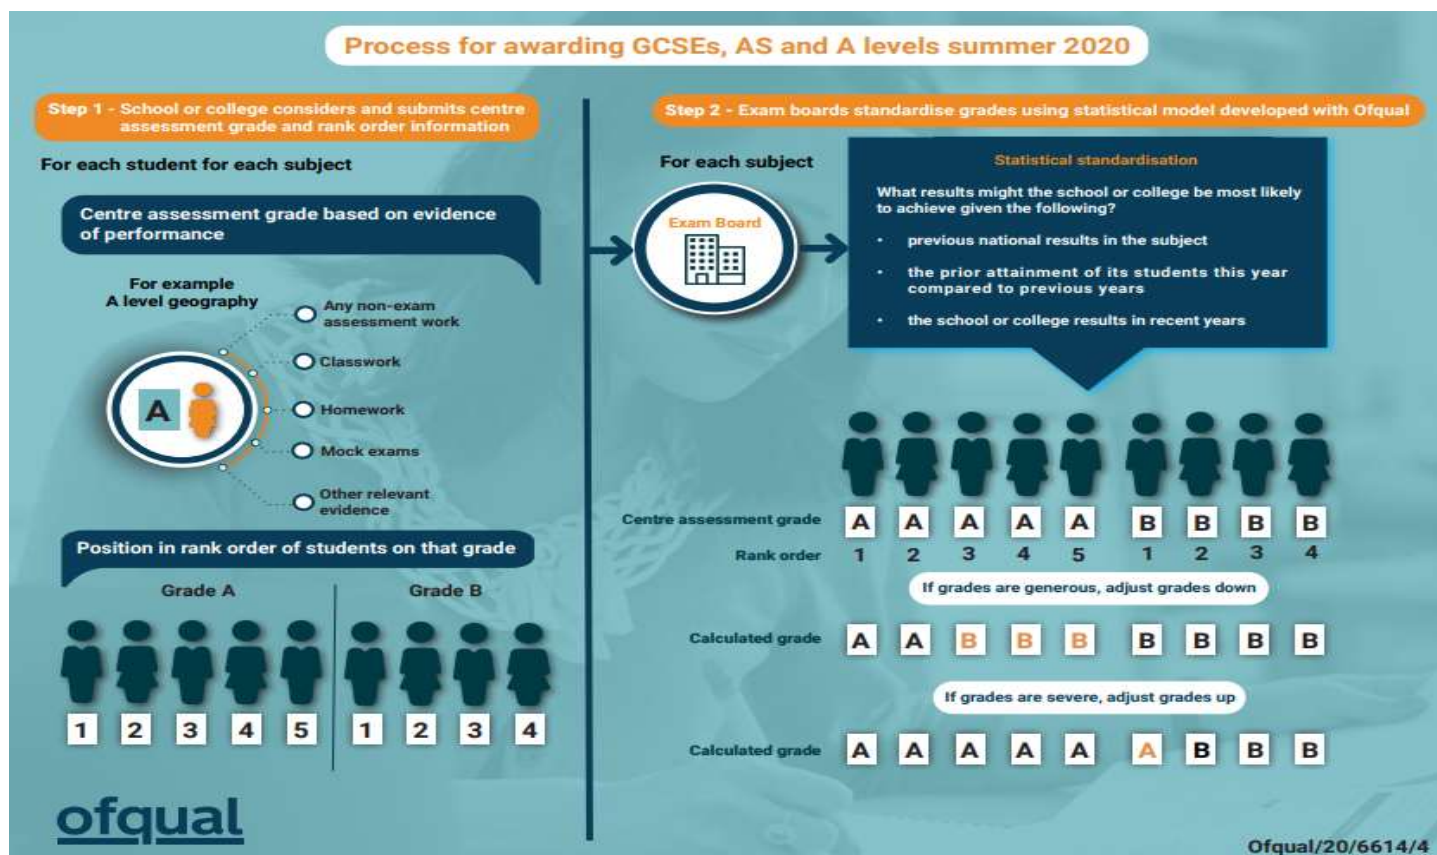 Process for awarding GCSEs, AS and A levels summer 2020
Step 1 - School or college considers and submits centre
assessment grade and rank order information
For each student for each subject
Centre assessment grade based on evidence
of performance
For example
A level geography
A
Any non-exam
assessment work
Classwork
Homework
Mock exams
Other relevant
evidence
Position in rank order of students on that grade
Grade A
Grade B
1 2 3 4 5 1 2 3 4
ofqual
Step 2 - Exam boards standardise grades using statistical model developed with Ofqual
For each subject
Exam Board
Statistical standardisation
What results might the school or college be most likely
to achieve given the following?
• previous national results in the subject
• the prior attainment of its students this year
compared to previous years
• the school or college results in recent years
Centre assessment grade A A A A A B B B B
Rank order 1 2 3 4 5 1 2 3 4
If grades are generous, adjust grades down
Calculated grade A A B B B B B B B
If grades are severe, adjust grades up
Calculated grade A A A A A A B B B
Ofqual/20/6614/4